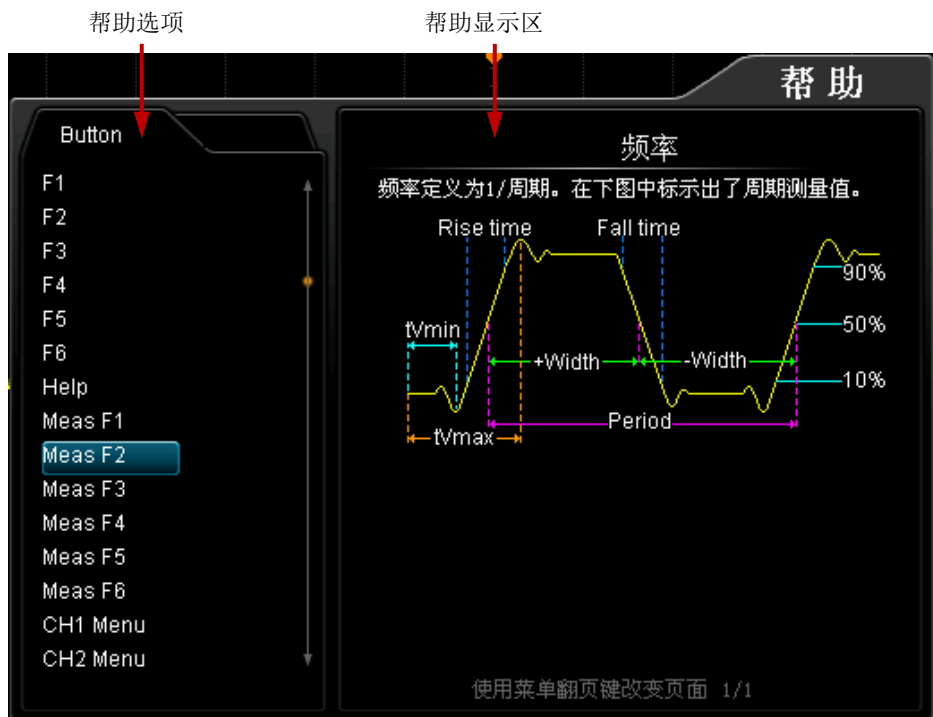 帮助选项
帮助显示区
帮助
Button
F1
F2
F3
F4
F5
F6
Help
Meas F1
Meas F2
Meas F3
Meas F4
Meas F5
Meas F6
CH1 Menu
CH2 Menu
频率
频率定义为1/周期。在下图中标示出了周期测量值。
Rise time
Fall time
90%
tVmin
50%
+Width
-Width
10%
Period
tVmax
使用菜单翻页键改变页面 1/1